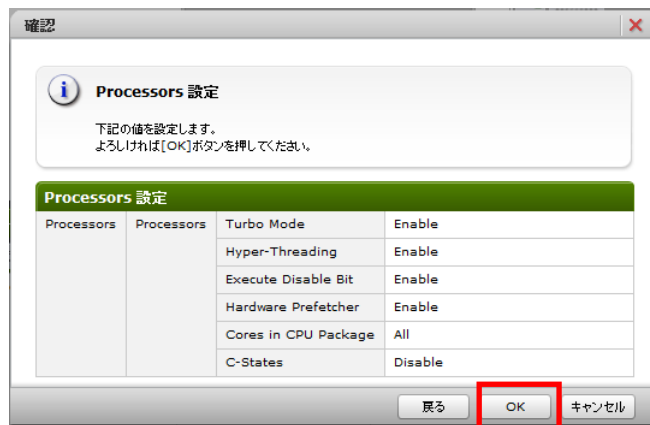 確認
Processors 設定
下記の値を設定します。
よろしければ[OK]ボタンを押してください。
Processors 設定
Processors Processors Turbo Mode Enable
Hyper-Threading Enable
Execute Disable Bit Enable
Hardware Prefetcher Enable
Cores in CPU Package All
C-States Disable
戻る OK キャンセル